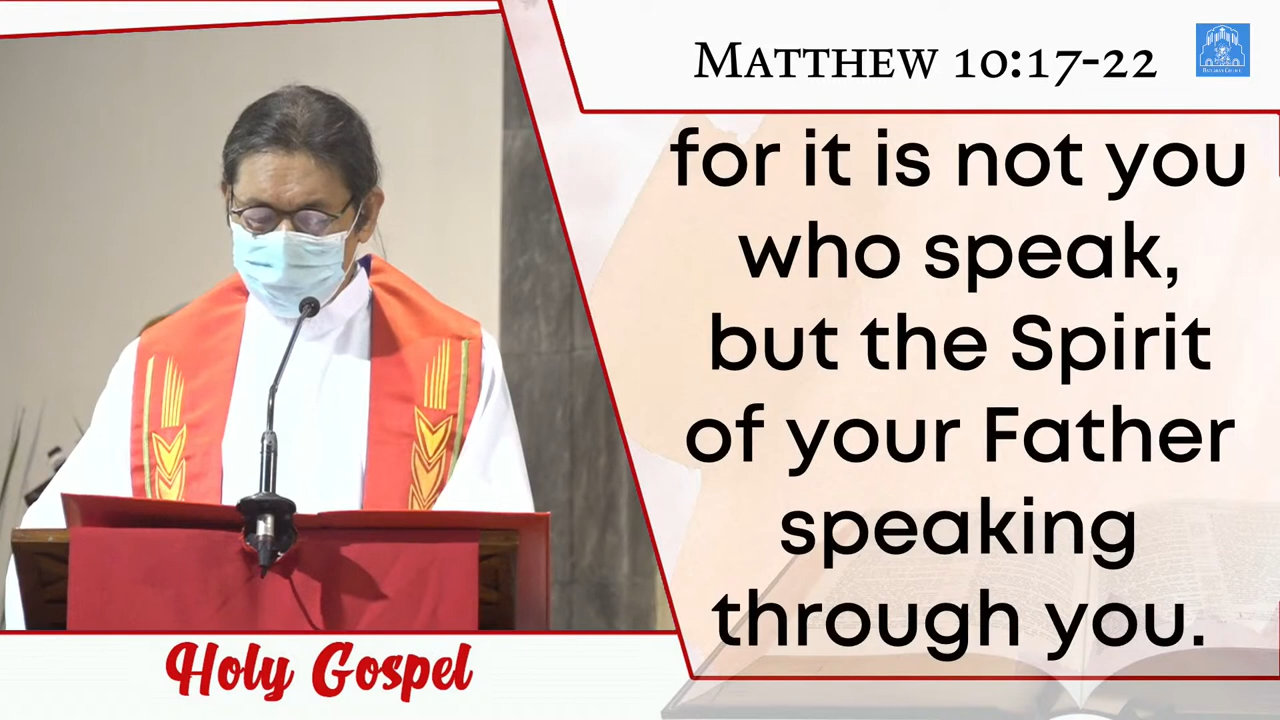 MATTHEW 10:17-22
for it is not you
who speak,
but the Spirit
of your Father
speaking
through you.
Holy Gospel